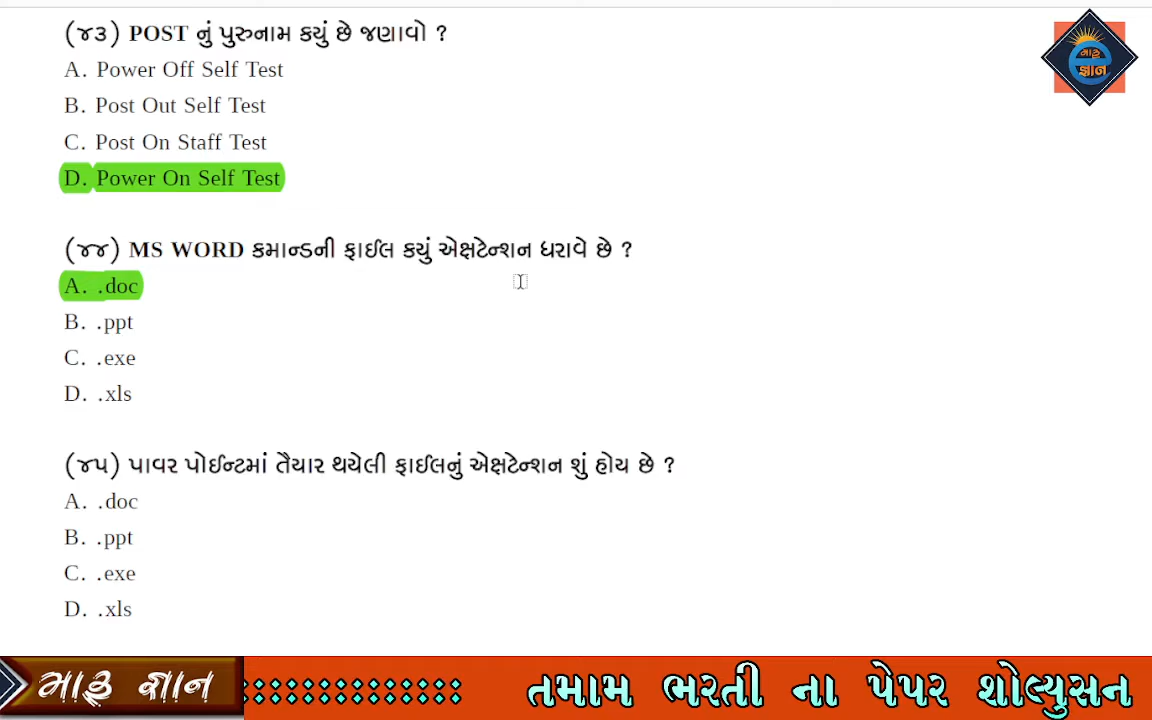 (૪૩) POST નું પુરુનામ કયું છે જણાવો ?
A. Power Off Self Test
B. Post Out Self Test
C. Post On Staff Test
D. Power On Self Test
(૪૪) MS WORD કમાન્ડની ફાઈલ કયું એક્ષટેન્શન ધરાવે છે ?
A. .doc
B. .ppt
C. .exe
D. .xls
(૪૫) પાવર પોઈન્ટમાં તૈયાર થયેલી ફાઈલનું એક્ષટેન્શન શું હોય છે ?
A. .doc
B. .ppt
C. .exe
D. .xls
મારૂ
જ્ઞાન
મારૂ જ્ઞાન
તમામ ભરતી ના પેપર શોલ્યુસન